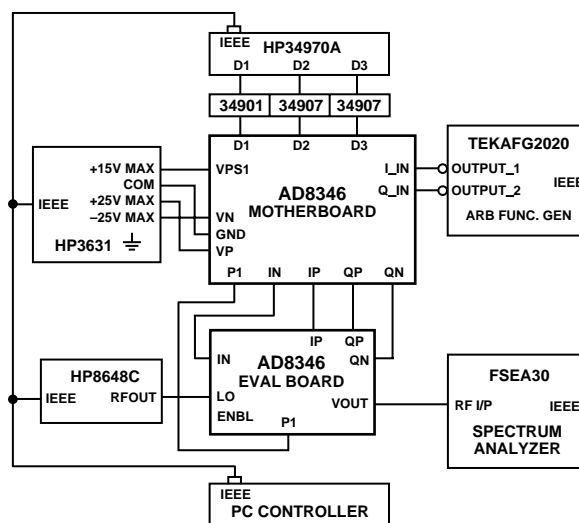 IEEE
HP34970A
D1 D2 D3
34901 34907 34907
D1 D2 D3
VPS1
I_IN
Q_IN
AD8346
MOTHERBOARD
VN
GND
VP
P1 IN IP QP QN
+15V MAX
COM
+25V MAX
–25V MAX
IEEE
HP3631
TEKAFG2020
OUTPUT_1
IEEE
OUTPUT_2
ARB FUNC. GEN
IP QP
IN
QN
AD8346
EVAL BOARD
LO
VOUT
ENBL
P1
HP8648C
IEEE RFOUT
FSEA30
RF I/P IEEE
SPECTRUM
ANALYZER
IEEE
PC CONTROLLER